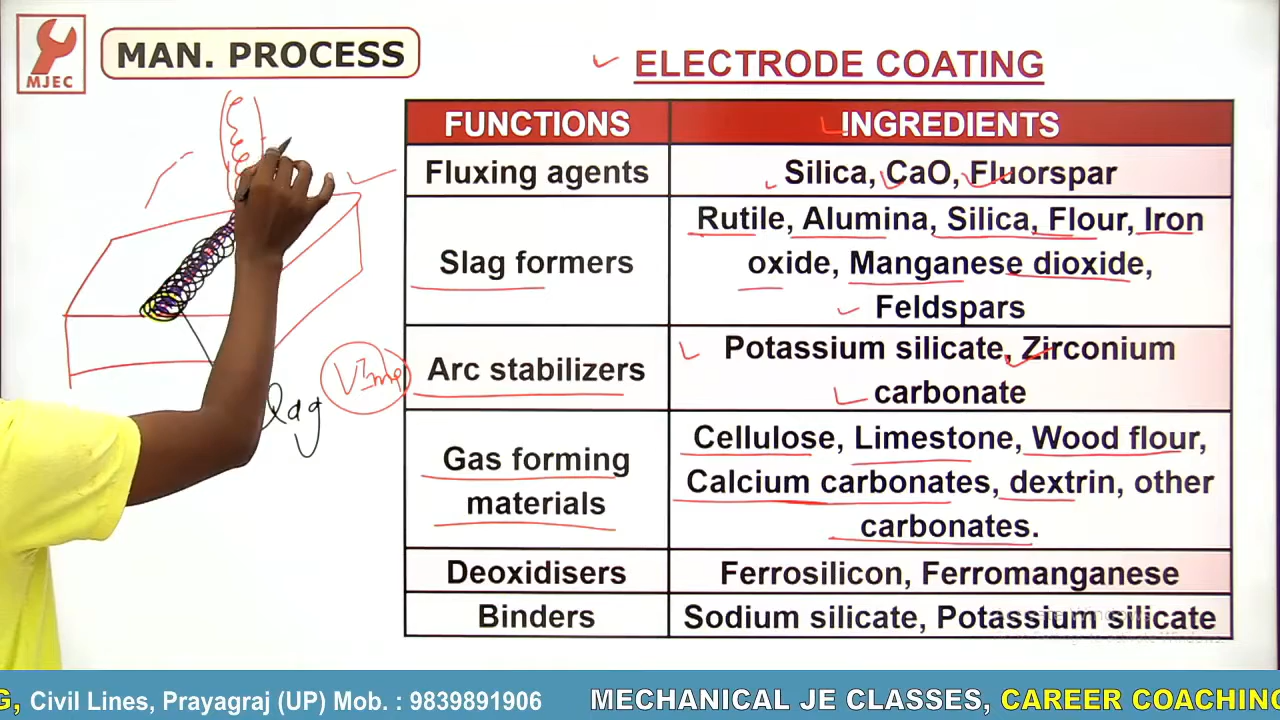 MJEC
MAN. PROCESS
ELECTRODE COATING
FUNCTIONS
INGREDIENTS
Fluxing agents
Silica, CaO, Fluorspar
Slag formers
Rutile, Alumina, Silica, Flour, Iron
oxide, Manganese dioxide,
Feldspars
Arc stabilizers
Potassium silicate, Zirconium
carbonate
Gas forming
materials
Cellulose, Limestone, Wood flour,
Calcium carbonates, dextrin, other
carbonates.
Deoxidisers
Ferrosilicon, Ferromanganese
Binders
Sodium silicate, Potassium silicate
lag
G, Civil Lines, Prayagraj (UP) Mob. : 9839891906 MECHANICAL JE CLASSES, CAREER COACHING